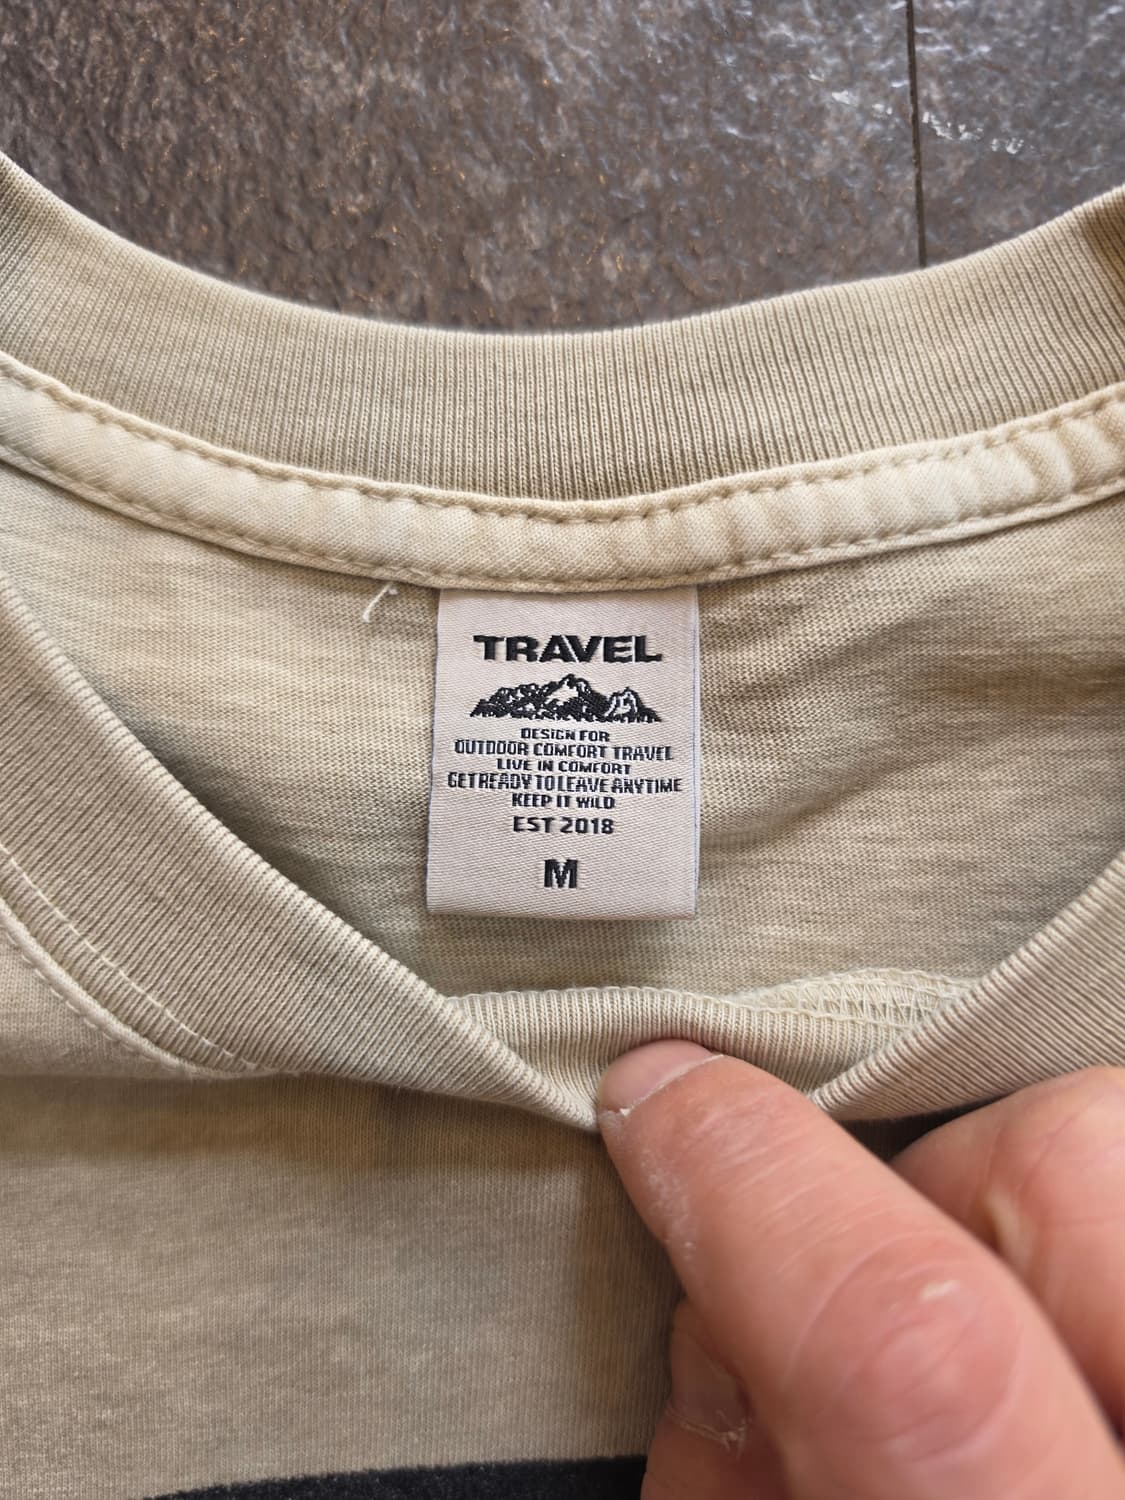 TRAVEL
DESIGN FOR
OUTDOOR COMFORT TRAVEL
LIVE IN COMFORT
GETREADY TO LEAVE ANYTIME
KEEP IT WILD
EST 2018
M